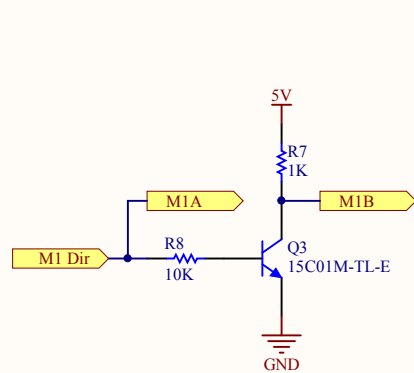 5V
R7
1K
M1A
M1B
R8
Q3
M1 Dir
10K
15C01M-TL-E
GND